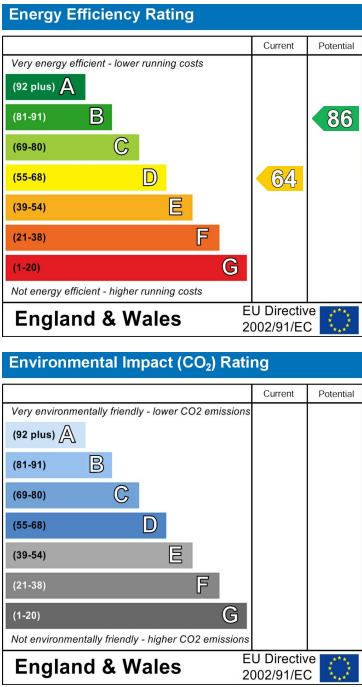 Energy Efficiency Rating
Current Potential
Very energy efficient - lower running costs
(92 plus) A
(81-91) B
86
(69-80) C
(55-68) D
64
(39-54) E
(21-38) F
(1-20) G
Not energy efficient - higher running costs
England & Wales
EU Directive
2002/91/EC
Environmental Impact (CO₂) Rating
Current Potential
Very environmentally friendly - lower CO2 emissions
(92 plus) A
(81-91) B
(69-80) C
(55-68) D
(39-54) E
(21-38) F
(1-20) G
Not environmentally friendly - higher CO2 emissions
England & Wales
EU Directive
2002/91/EC